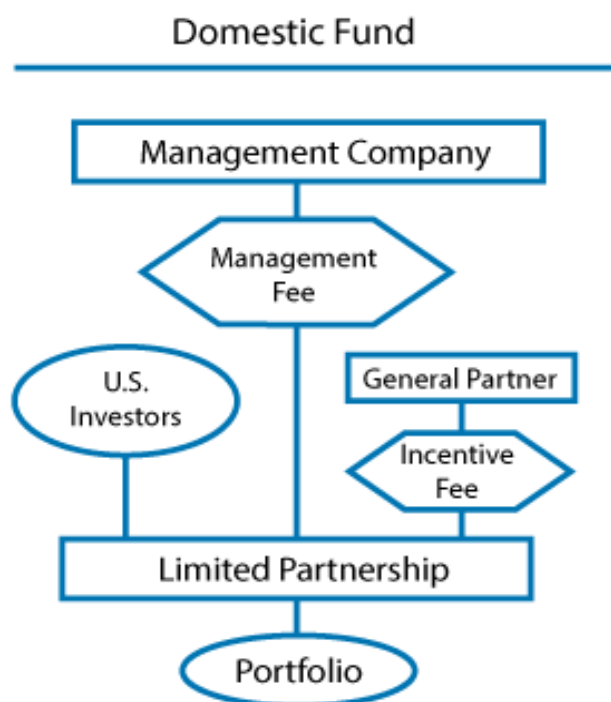 Domestic Fund
Management Company
Management
Fee
U.S.
Investors
General Partner
Incentive
Fee
Limited Partnership
Portfolio